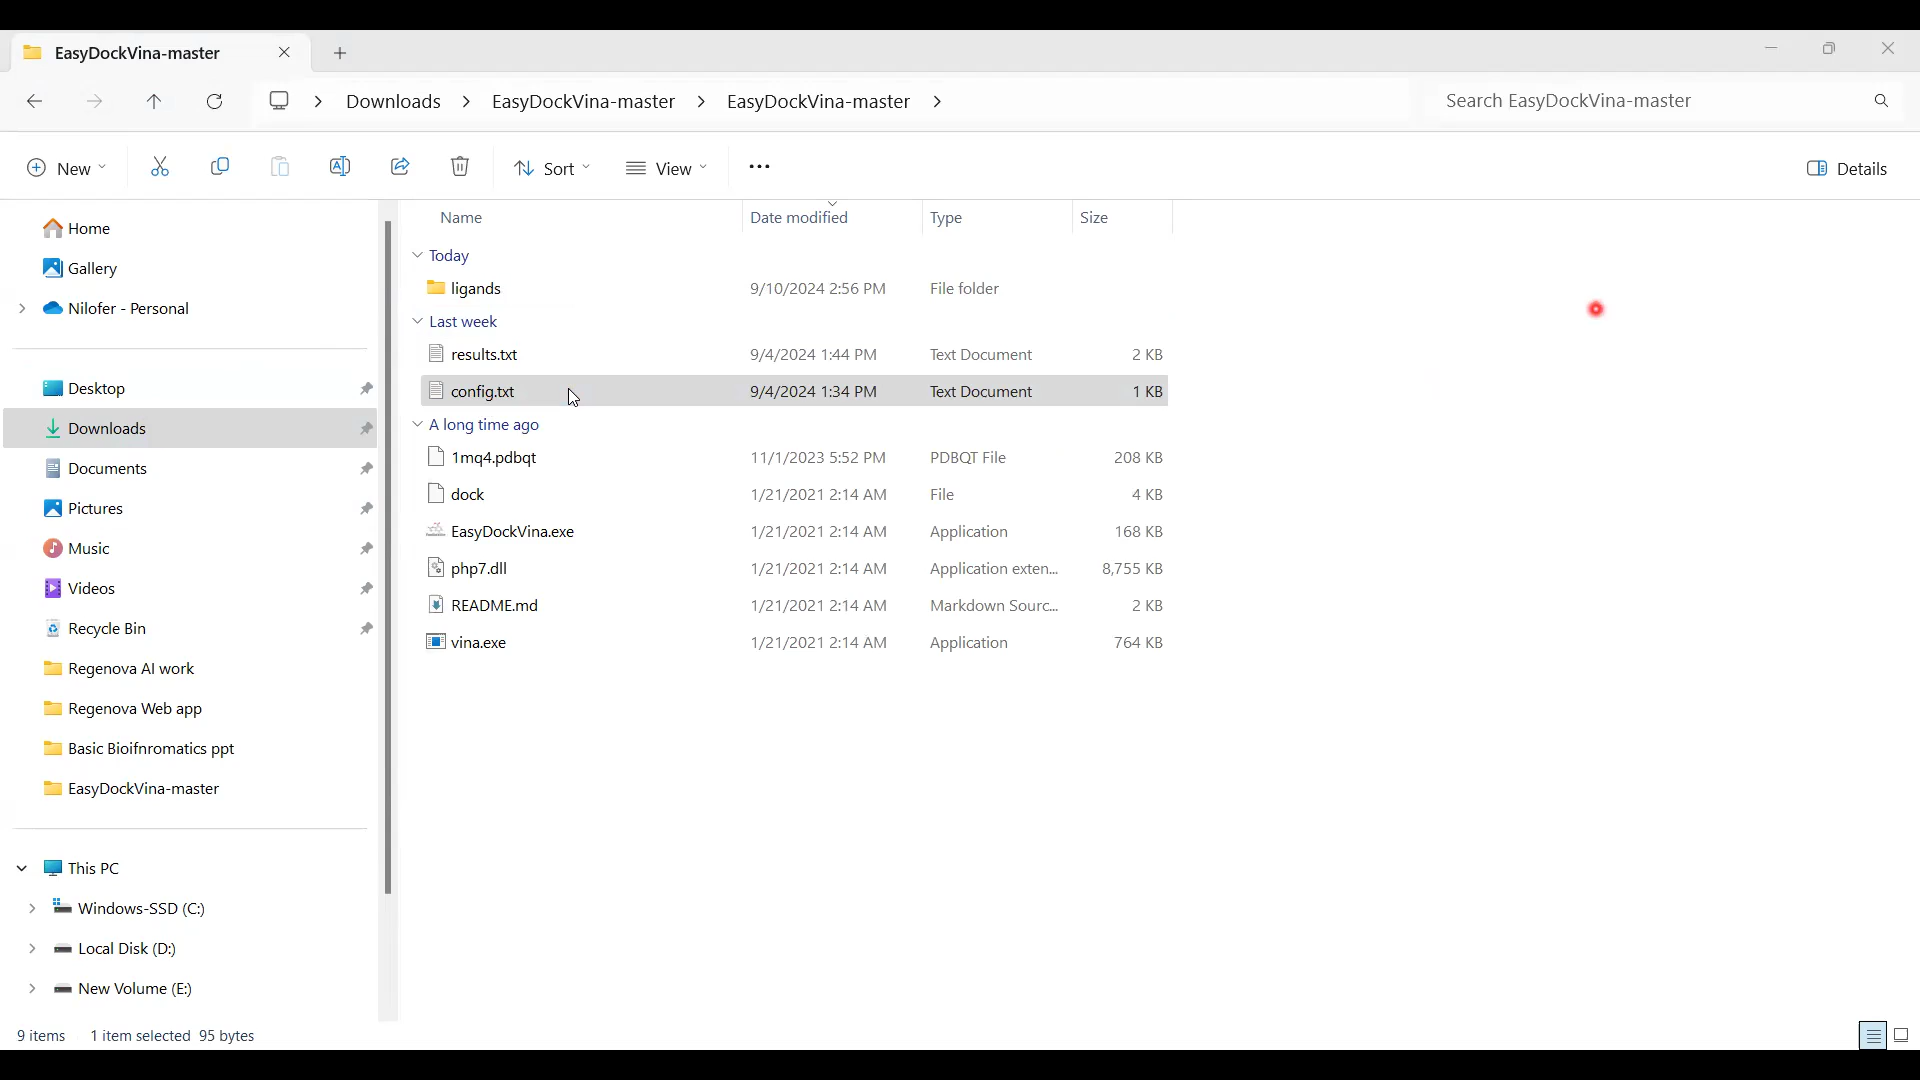 EasyDockVina-master
Downloads > EasyDockVina-master > EasyDockVina-master >
Search EasyDockVina-master
New
Sort
View
Details
Home
Gallery
Nilofer - Personal
Desktop
Downloads
Documents
Pictures
Music
Videos
Recycle Bin
Regenova AI work
Regenova Web app
Basic Bioifnromatics ppt
EasyDockVina-master
This PC
Windows-SSD (C:)
Local Disk (D:)
New Volume (E:)
Name Date modified Type Size
Today
ligands 9/10/2024 2:56 PM File folder
Last week
results.txt 9/4/2024 1:44 PM Text Document 2 KB
config.txt 9/4/2024 1:34 PM Text Document 1 KB
A long time ago
1mq4.pdbqt 11/1/2023 5:52 PM PDBQT File 208 KB
dock 1/21/2021 2:14 AM File 4 KB
EasyDockVina.exe 1/21/2021 2:14 AM Application 168 KB
php7.dll 1/21/2021 2:14 AM Application exten... 8,755 KB
README.md 1/21/2021 2:14 AM Markdown Sourc... 2 KB
vina.exe 1/21/2021 2:14 AM Application 764 KB
9 items 1 item selected 95 bytes